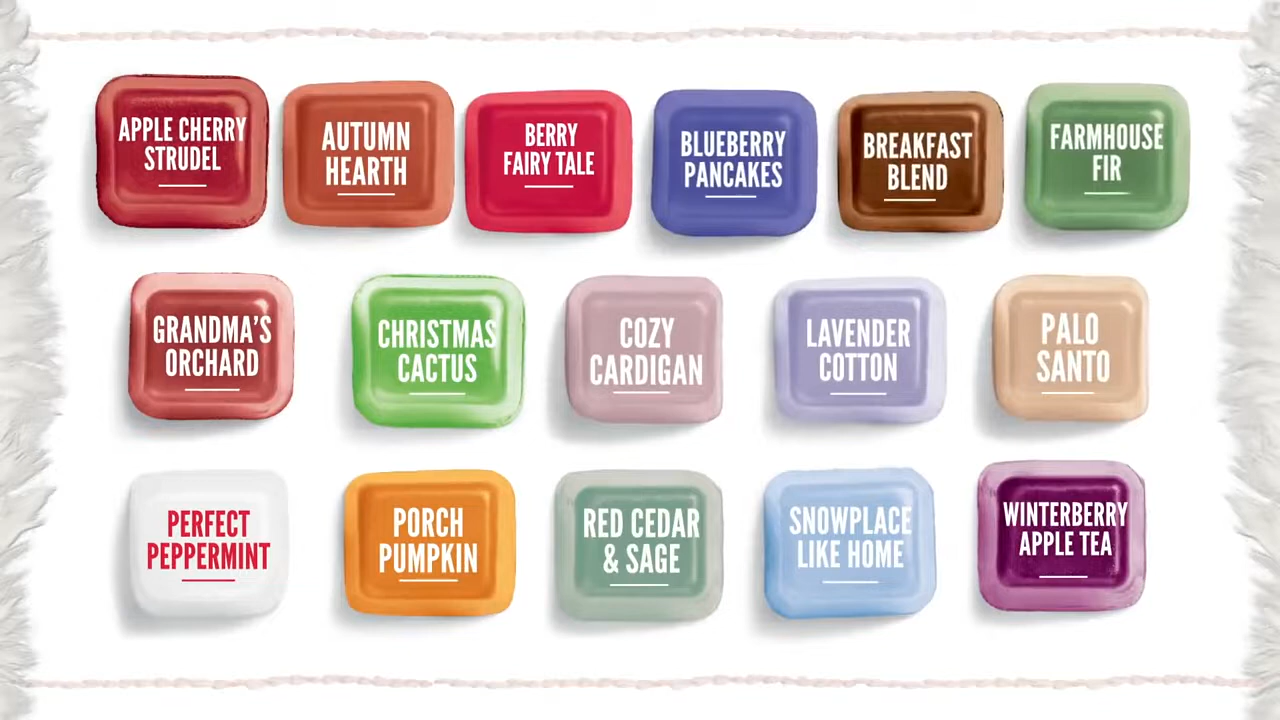 APPLE CHERRY
STRUDEL
AUTUMN
HEARTH
BERRY
FAIRY TALE
BLUEBERRY
PANCAKES
BREAKFAST
BLEND
FARMHOUSE
FIR
GRANDMA'S
ORCHARD
CHRISTMAS
CACTUS
COZY
CARDIGAN
LAVENDER
COTTON
PALO
SANTO
PERFECT
PEPPERMINT
PORCH
PUMPKIN
RED CEDAR
& SAGE
SNOWPLACE
LIKE HOME
WINTERBERRY
APPLE TEA